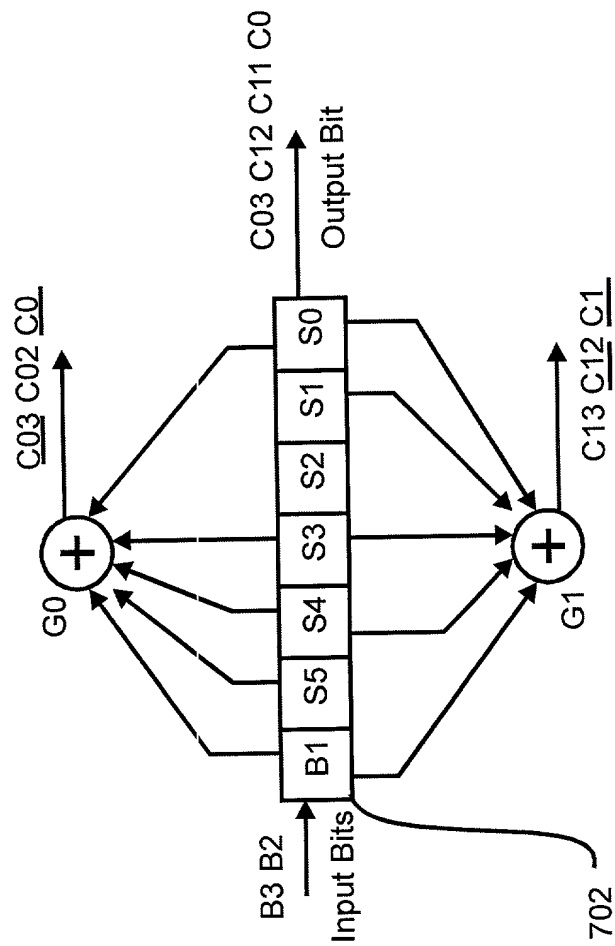 C03 C02 C0
G0
B3 B2
Input Bits
B1 S5 S4 S3 S2 S1 S0
C03 C12 C11 C0
Output Bit
G1
C13 C12 C1
702